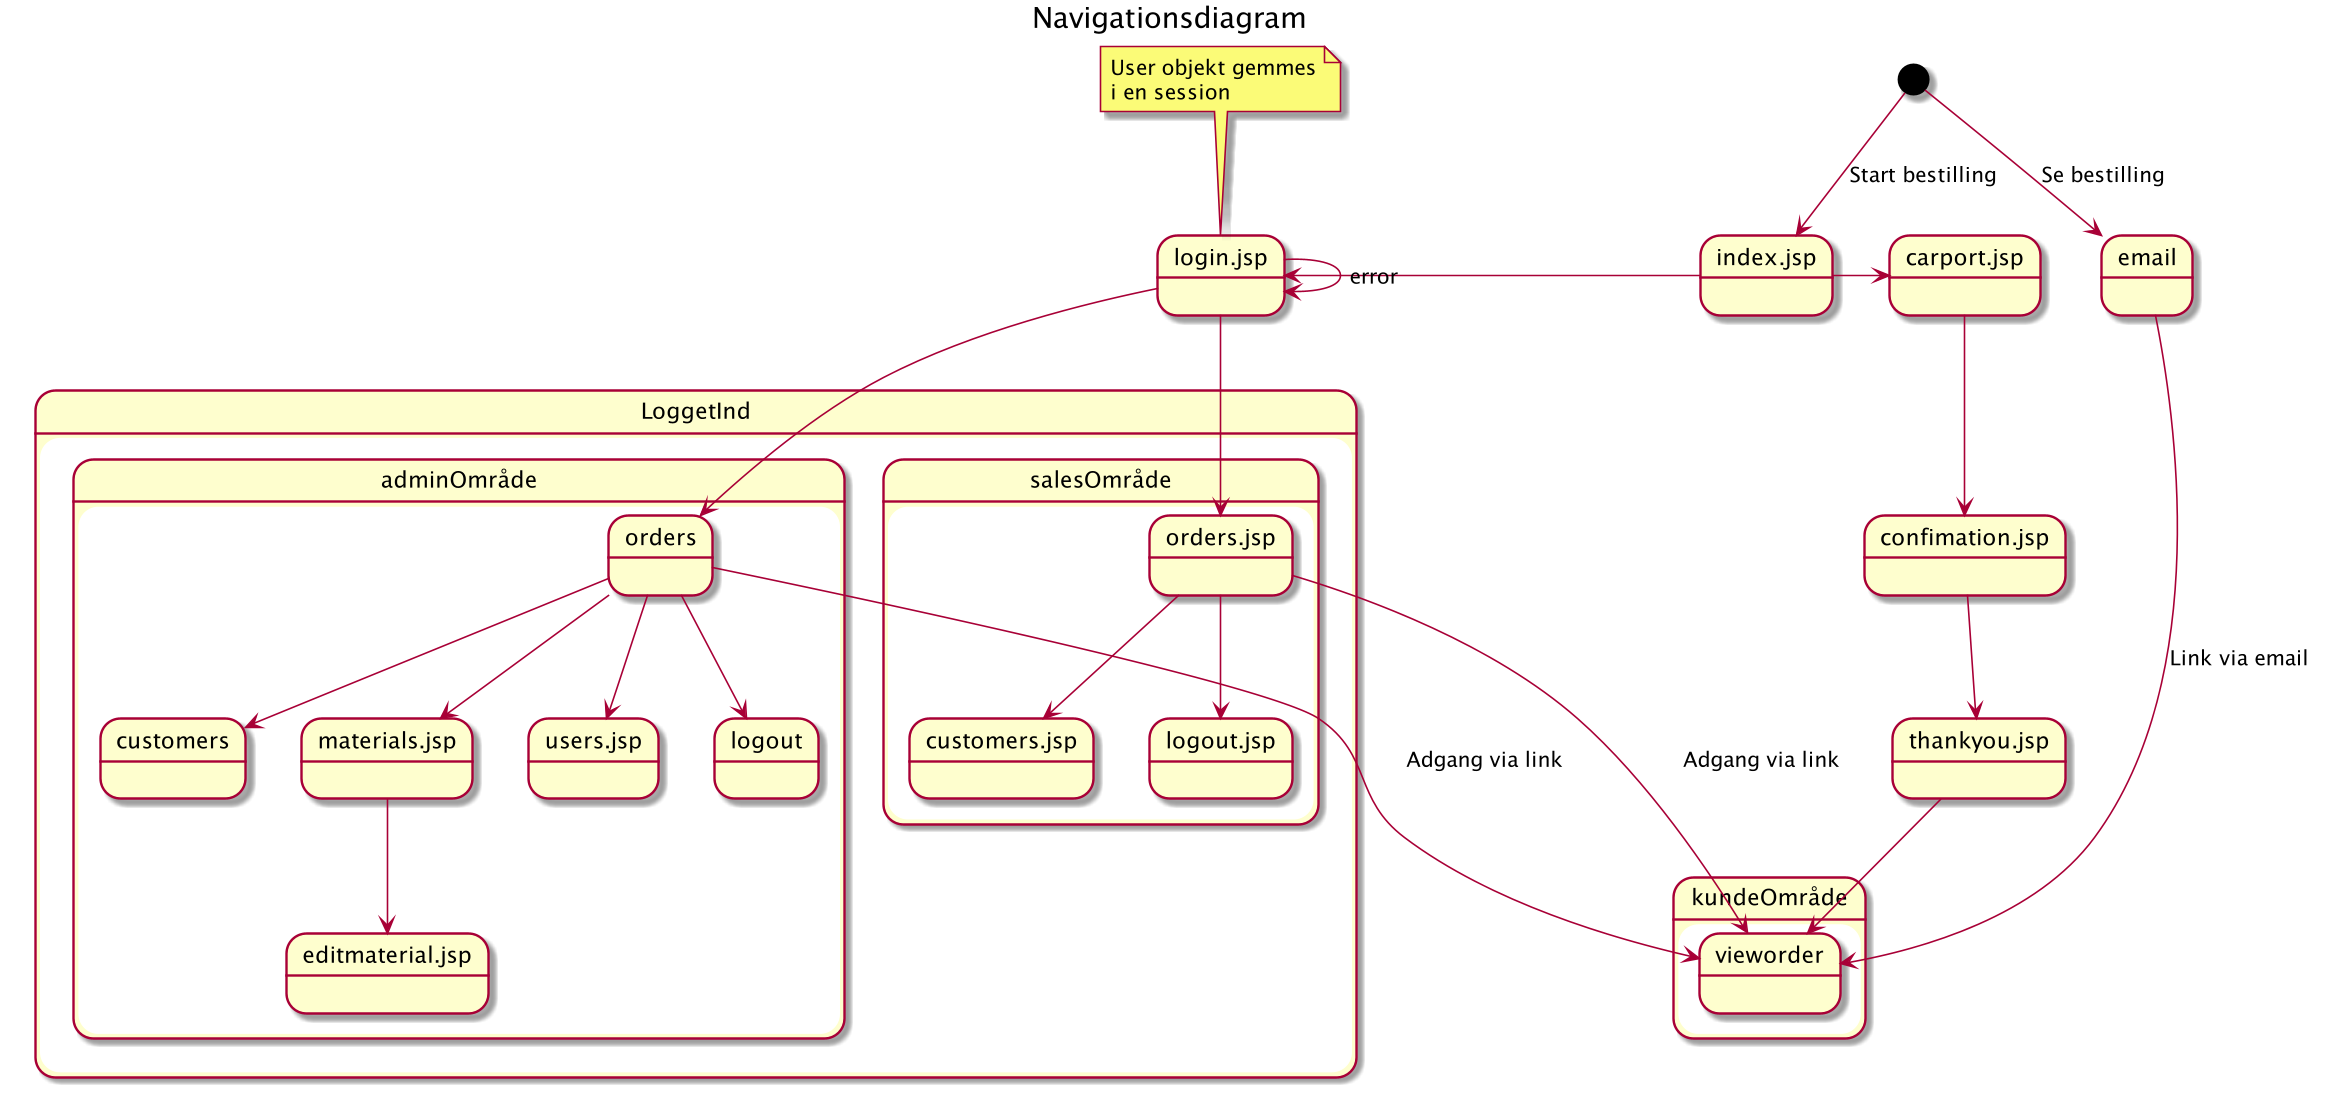 Navigationsdiagram
User objekt gemmes
i en session
Start bestilling
Se bestilling
login.jsp
error
index.jsp
carport.jsp
email
LoggetInd
adminOmråde
salesOmråde
orders
orders.jsp
confimation.jsp
Link via email
customers
materials.jsp
users.jsp
logout
customers.jsp
logout.jsp
Adgang via link
Adgang via link
thankyou.jsp
kundeOmråde
editmaterial.jsp
vieworder